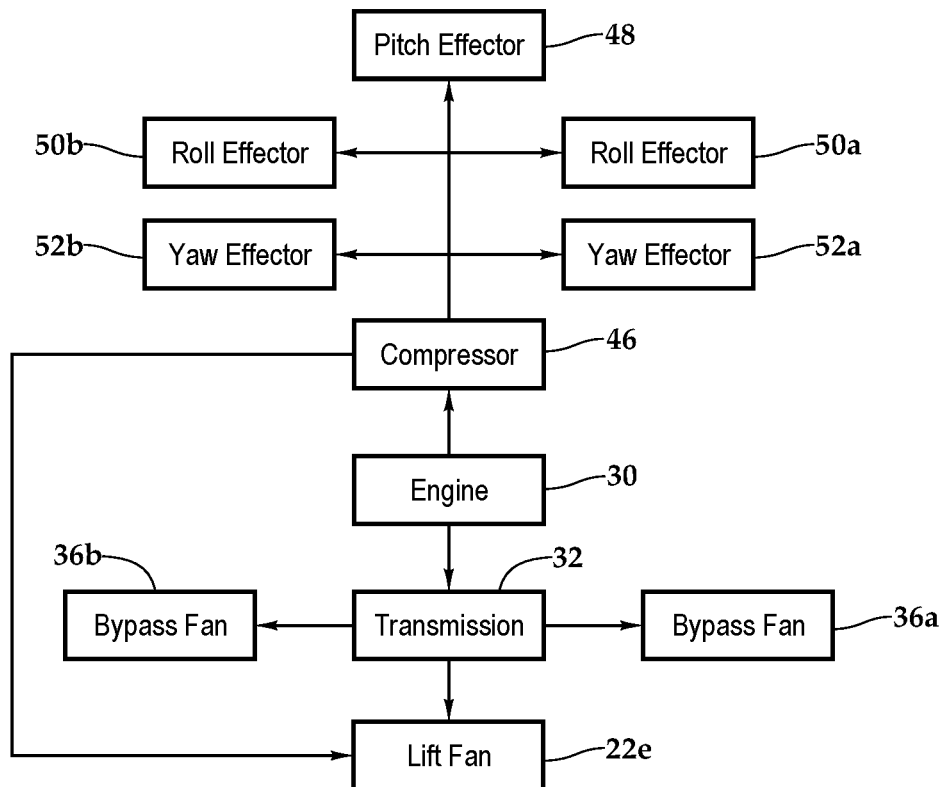 Pitch Effector
48
50b
Roll Effector
Roll Effector
50a
52b
Yaw Effector
Yaw Effector
52a
Compressor
46
Engine
30
36b
32
Bypass Fan
Transmission
Bypass Fan
36a
Lift Fan
22e